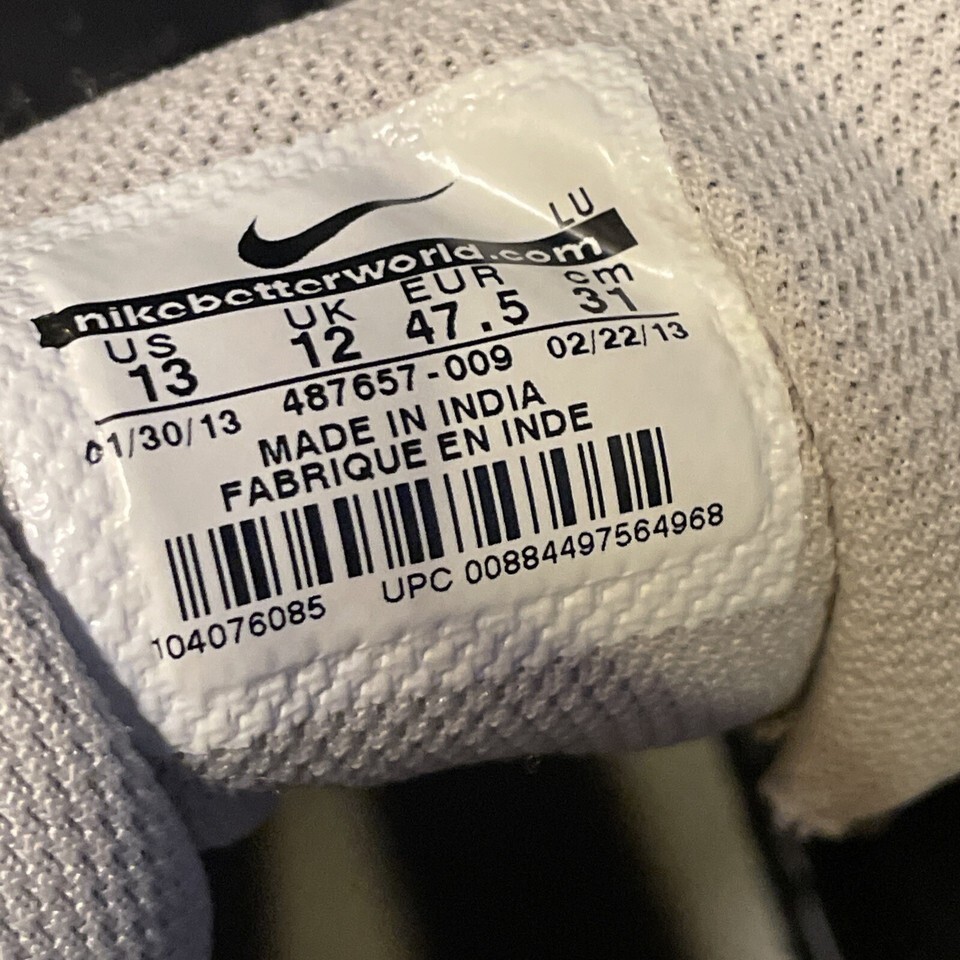 LU
nikebetterworld.com
US UK EUR cm
13 12 47.5 31
01/30/13 487657-009 02/22/13
MADE IN INDIA
FABRIQUE EN INDE
104076085 UPC 00884497564968